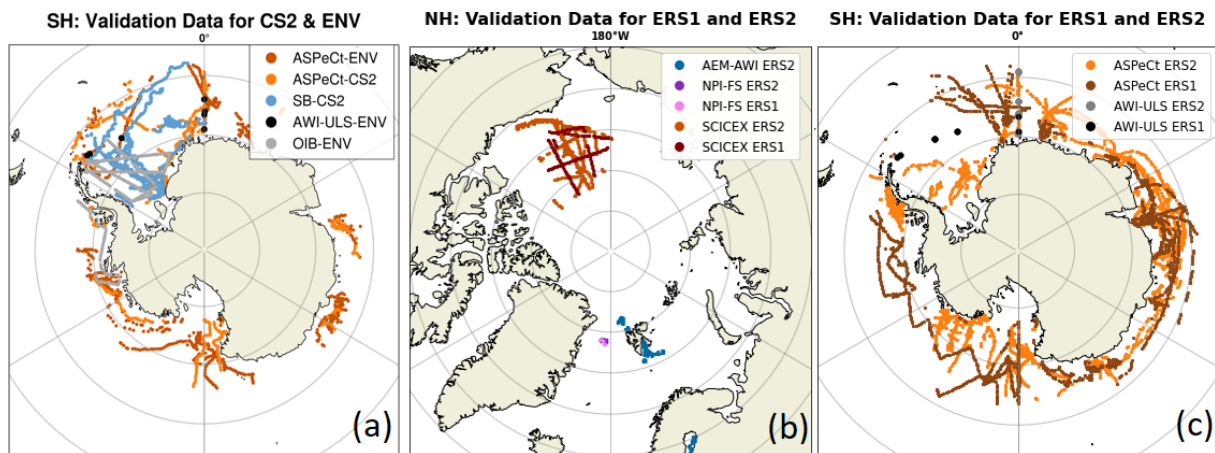 SH: Validation Data for CS2 & ENV
0°
ASPeCt-ENV
ASPeCt-CS2
SB-CS2
AWI-ULS-ENV
OIB-ENV
(a)
NH: Validation Data for ERS1 and ERS2
180°W
AEM-AWI ERS2
NPI-FS ERS2
NPI-FS ERS1
SCICEX ERS2
SCICEX ERS1
(b)
SH: Validation Data for ERS1 and ERS2
0°
ASPeCt ERS2
ASPeCt ERS1
AWI-ULS ERS2
AWI-ULS ERS1
(c)